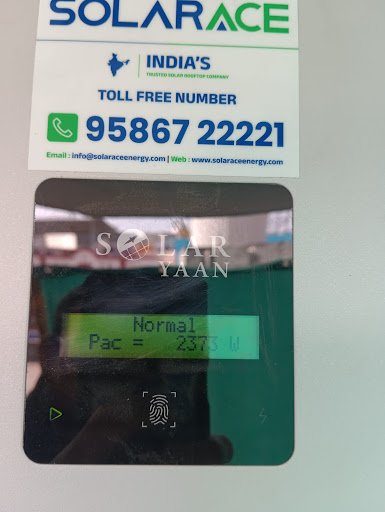 SOLARACE
INDIA'S
TRUSTED SOLAR ROOFTOP COMPANY
TOLL FREE NUMBER
95867 22221
Email : info@solaraceenergy.com | Web : www.solaraceenergy.com
SOLAR
YAAN
Normal
Pac = 2373 W